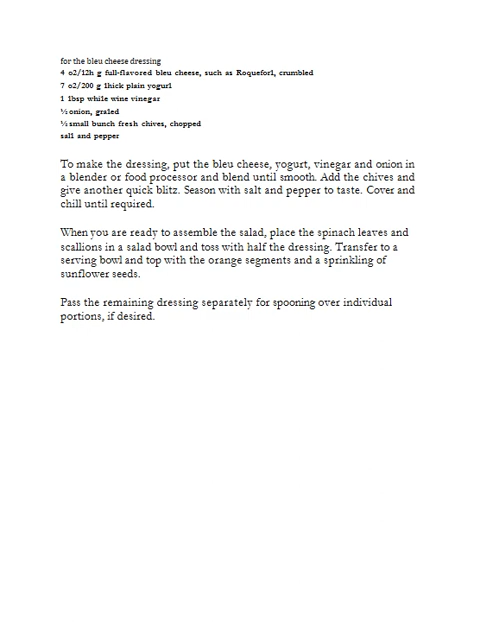 for the bleu cheese dressing
4 o2/12h g full-flavored bleu cheese, such as Roquefor1, crumbled
7 o2/200 g 1hick plain yogur1
1 1bsp while wine vinegar
½ onion, gra1ed
½ small bunch fresh chives, chopped
sal1 and pepper
To make the dressing, put the bleu cheese, yogurt, vinegar and onion in
a blender or food processor and blend until smooth. Add the chives and
give another quick blitz. Season with salt and pepper to taste. Cover and
chill until required.
When you are ready to assemble the salad, place the spinach leaves and
scallions in a salad bowl and toss with half the dressing. Transfer to a
serving bowl and top with the orange segments and a sprinkling of
sunflower seeds.
Pass the remaining dressing separately for spooning over individual
portions, if desired.